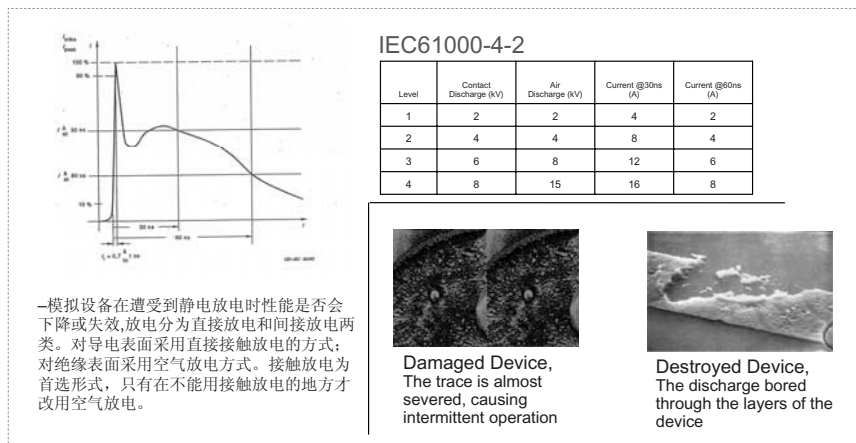 100 %
90 %
10 %
30 ns
60 ns
IEC61000-4-2
Level	Contact Discharge (kV)	Air Discharge (kV)	Current @30ns (A)	Current @60ns (A)
1	2	2	4	2
2	4	4	8	4
3	6	8	12	6
4	8	15	16	8
–模拟设备在遭受到静电放电时性能是否会
下降或失效,放电分为直接放电和间接放电两
类。对导电表面采用直接接触放电的方式；
对绝缘表面采用空气放电方式。接触放电为
首选形式，只有在不能用接触放电的地方才
改用空气放电。
Damaged Device,
The trace is almost
severed, causing
intermittent operation
Destroyed Device,
The discharge bored
through the layers of the
device